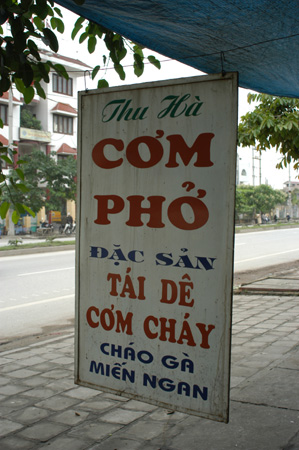 Thu Hà
CƠM
PHỞ
ĐẶC SẢN
TÁI DÊ
CƠM CHÁY
CHÁO GÀ
MIẾN NGAN